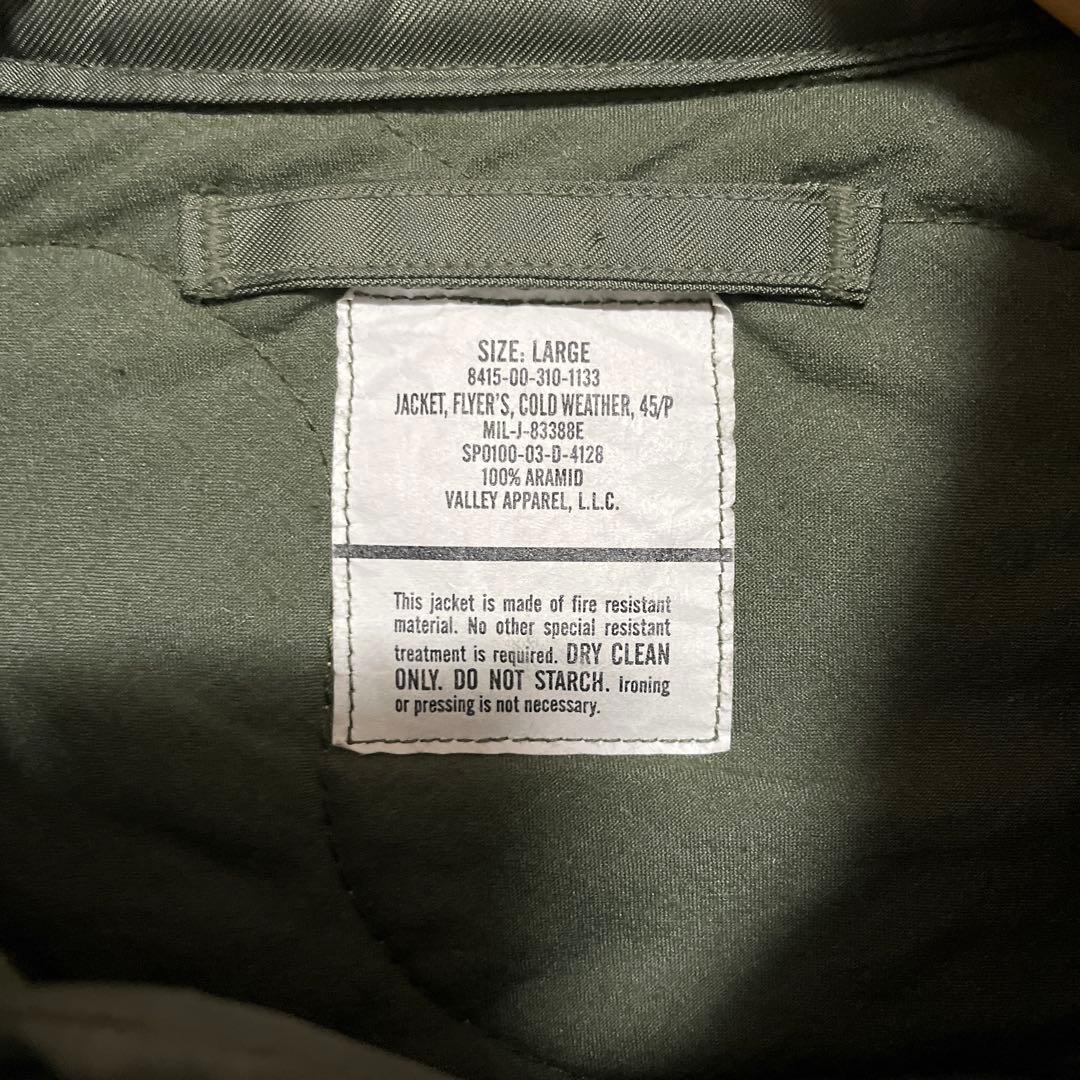 SIZE: LARGE
8415-00-310-1133
JACKET, FLYER'S, COLD WEATHER, 45/P
MIL-J-83388E
SP0100-03-D-4128
100% ARAMID
VALLEY APPAREL, L.L.C.
This jacket is made of fire resistant
material. No other special resistant
treatment is required. DRY CLEAN
ONLY. DO NOT STARCH. Ironing
or pressing is not necessary.